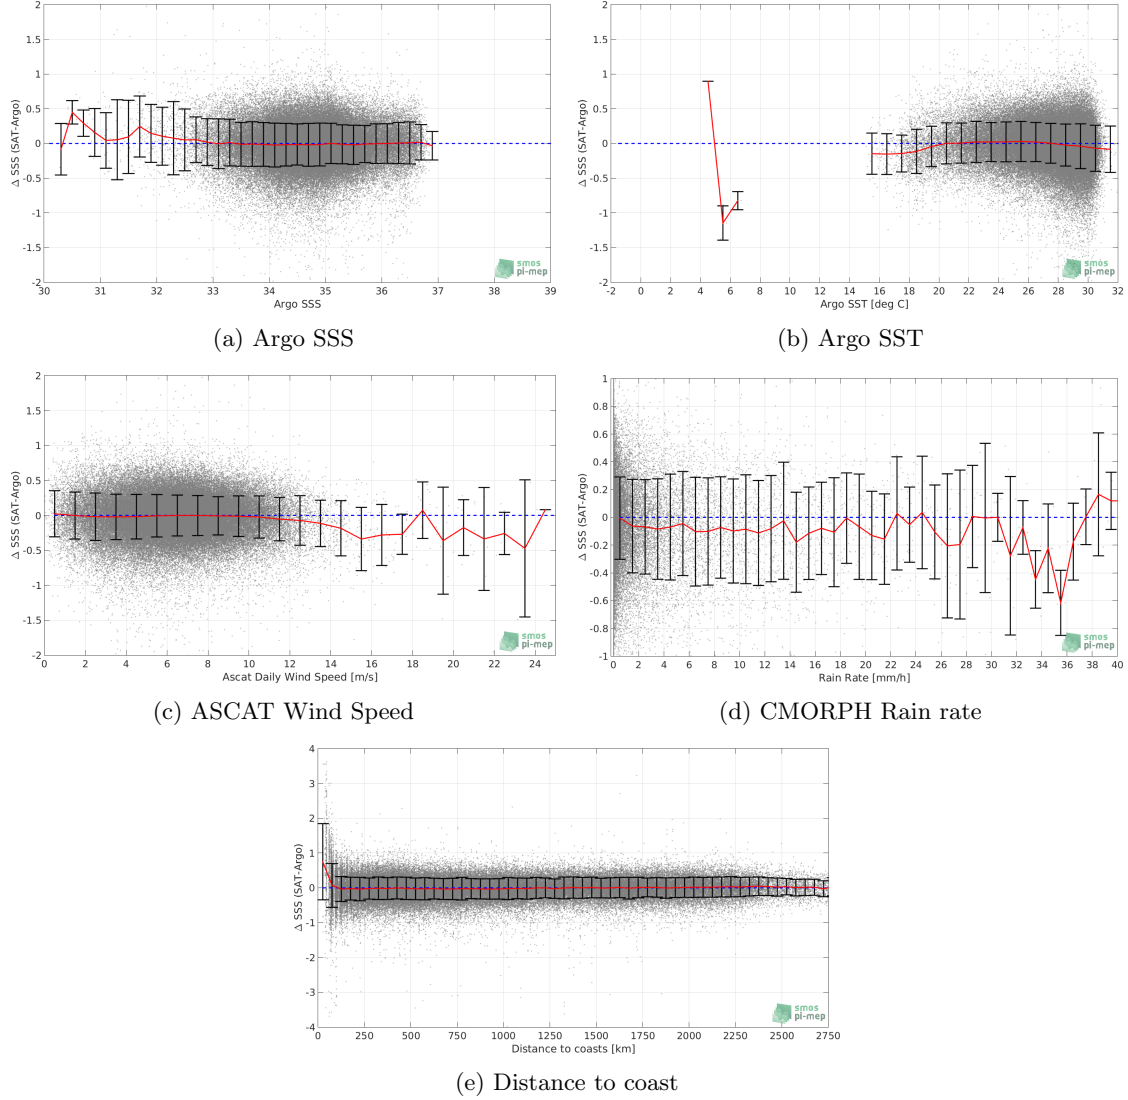 2
1.5
1
0.5
0
-0.5
-1
-1.5
-2
Δ SSS (SAT-Argo)
30 31 32 33 34 35 36 37 38 39
Argo SSS
smos
pi-mep
(a) Argo SSS
2
1.5
1
0.5
0
-0.5
-1
-1.5
-2
Δ SSS (SAT-Argo)
-2 0 2 4 6 8 10 12 14 16 18 20 22 24 26 28 30 32
Argo SST [deg C]
smos
pi-mep
(b) Argo SST
2
1.5
1
0.5
0
-0.5
-1
-1.5
-2
Δ SSS (SAT-Argo)
0 2 4 6 8 10 12 14 16 18 20 22 24
Ascat Daily Wind Speed [m/s]
smos
pi-mep
(c) ASCAT Wind Speed
1
0.8
0.6
0.4
0.2
0
-0.2
-0.4
-0.6
-0.8
-1
Δ SSS (SAT-Argo)
0 2 4 6 8 10 12 14 16 18 20 22 24 26 28 30 32 34 36 38 40
Rain Rate [mm/h]
smos
pi-mep
(d) CMORPH Rain rate
4
3
2
1
0
-1
-2
-3
-4
Δ SSS (SAT-Argo)
0 250 500 750 1000 1250 1500 1750 2000 2250 2500 2750
Distance to coasts [km]
smos
pi-mep
(e) Distance to coast